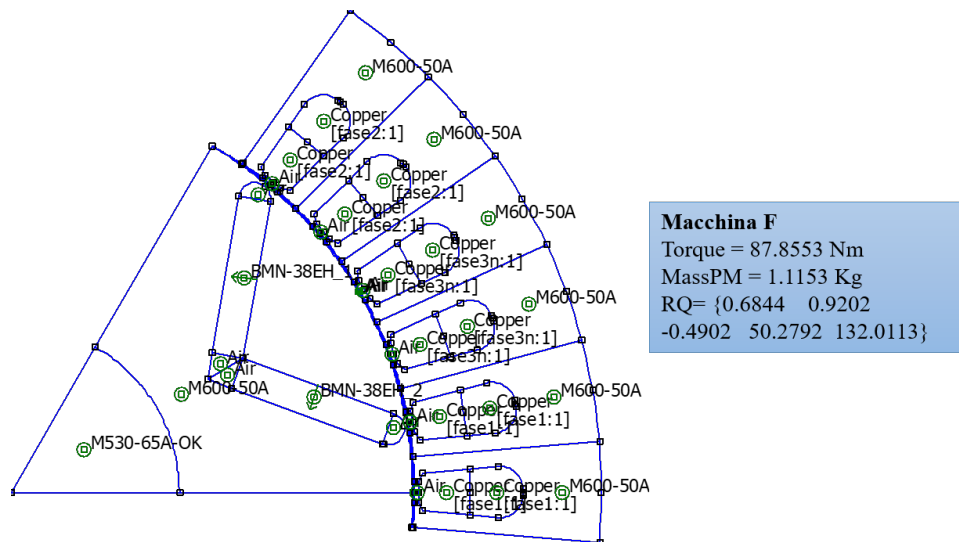 M600-50A
Copper
[fase2:1]
M600-50A
Copper
[fase2:1]
Air
Copper
[fase2:1]
M600-50A
Copper
Air
[fase2:1]
Copper
[fase3n:1]
BMN-38EH_1
Copper
[fase3n:1]
Air
M600-50A
Copper
[fase3n:1]
Copper
[fase3n:1]
Air
Air
M600-50A
BMN-38EH_2
M600-50A
Copper
[fase1:1]
Air
Copper
[fase1:1]
M530-65A-OK
Air
Copper
[fase1:1]
Copper
[fase1:1]
M600-50A
Macchina F
Torque = 87.8553 Nm
MassPM = 1.1153 Kg
RQ= {0.6844 0.9202
-0.4902 50.2792 132.0113}